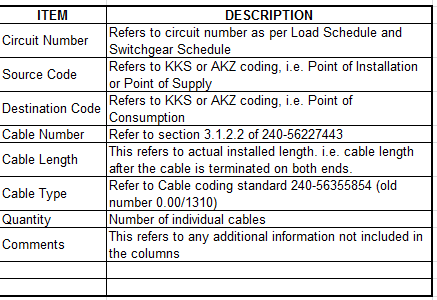 ITEM DESCRIPTION
Circuit Number Refers to circuit number as per Load Schedule and
Switchgear Schedule
Source Code Refers to KKS or AKZ coding, i.e. Point of Installation
or Point of Supply
Destination Code Refers to KKS or AKZ coding, i.e. Point of
Consumption
Cable Number Refer to section 3.1.2.2 of 240-56227443
Cable Length This refers to actual installed length. i.e. cable length
after the cable is terminated on both ends.
Cable Type Refer to Cable coding standard 240-56355854 (old
number 0.00/1310)
Quantity Number of individual cables
Comments This refers to any additional information not included in
the columns